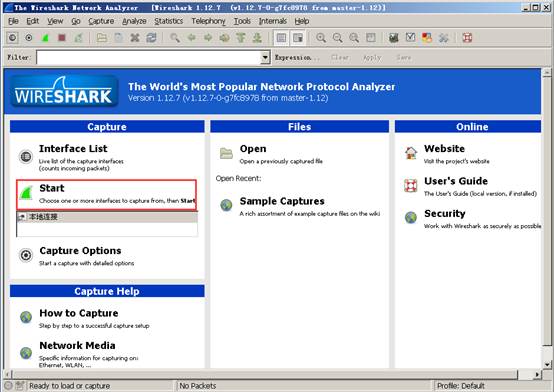 The Wireshark Network Analyzer [Wireshark 1.12.7 (v1.12.7-0-g7fc8978 from master-1.12)]
File Edit View Go Capture Analyze Statistics Telephony Tools Internals Help
Filter: Expression... Clear Apply Save
WIRESHARK
The World's Most Popular Network Protocol Analyzer
Version 1.12.7 (v1.12.7-0-g7fc8978 from master-1.12)
Capture
Interface List
Live list of the capture interfaces
(counts incoming packets)
Start
Choose one or more interfaces to capture from, then Start
本地连接
Capture Options
Start a capture with detailed options
Capture Help
How to Capture
Step by step to a successful capture setup
Network Media
Specific information for capturing on:
Ethernet, WLAN, ...
Files
Open
Open a previously captured file
Open Recent:
Sample Captures
A rich assortment of example capture files on the wiki
Online
Website
Visit the project's website
User's Guide
The User's Guide (local version, if installed)
Security
Work with Wireshark as securely as possible
Ready to load or capture
No Packets
Profile: Default